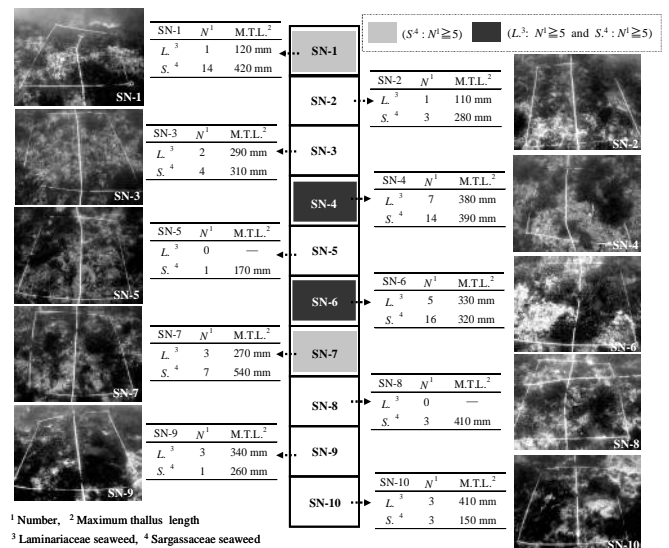 (S.⁴ : N¹≧5) (L.³: N¹≧5 and S.⁴ : N¹≧5)
SN-1 N¹ M.T.L.²
L. ³ 1 120 mm
S. ⁴ 14 420 mm
SN-1
SN-1
SN-2 N¹ M.T.L.²
L. ³ 1 110 mm
S. ⁴ 3 280 mm
SN-2
SN-2
SN-3 N¹ M.T.L.²
L. ³ 2 290 mm
S. ⁴ 4 310 mm
SN-3
SN-3
SN-4 N¹ M.T.L.²
L. ³ 7 380 mm
S. ⁴ 14 390 mm
SN-4
SN-4
SN-5 N¹ M.T.L.²
L. ³ 0 —
S. ⁴ 1 170 mm
SN-5
SN-5
SN-6 N¹ M.T.L.²
L. ³ 5 330 mm
S. ⁴ 16 320 mm
SN-6
SN-6
SN-7 N¹ M.T.L.²
L. ³ 3 270 mm
S. ⁴ 7 540 mm
SN-7
SN-7
SN-8 N¹ M.T.L.²
L. ³ 0 —
S. ⁴ 3 410 mm
SN-8
SN-8
SN-9 N¹ M.T.L.²
L. ³ 3 340 mm
S. ⁴ 1 260 mm
SN-9
SN-9
SN-10 N¹ M.T.L.²
L. ³ 3 410 mm
S. ⁴ 3 150 mm
SN-10
SN-10
¹ Number, ² Maximum thallus length
³ Laminariaceae seaweed, ⁴ Sargassaceae seaweed